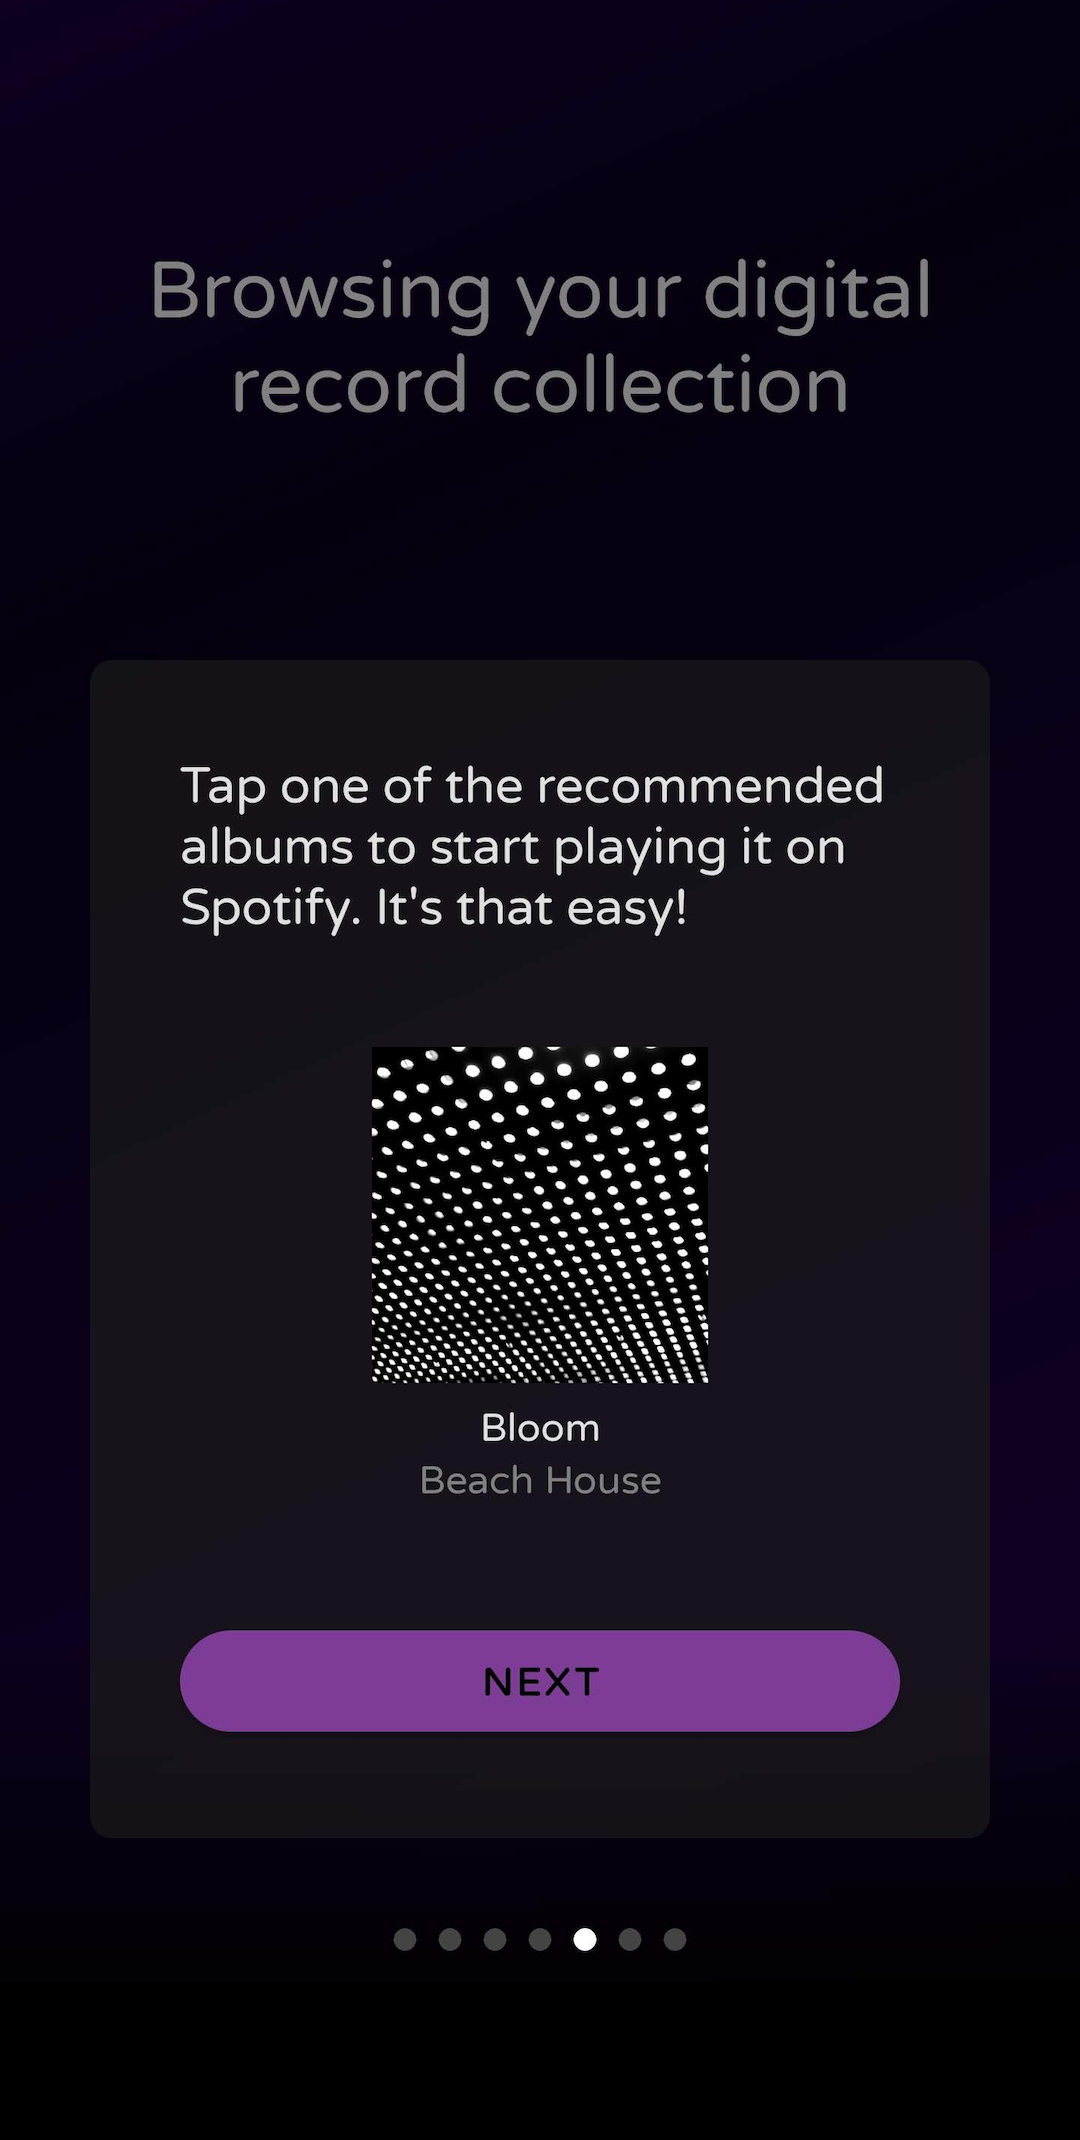 Browsing your digital
record collection
Tap one of the recommended
albums to start playing it on
Spotify. It's that easy!
Bloom
Beach House
NEXT